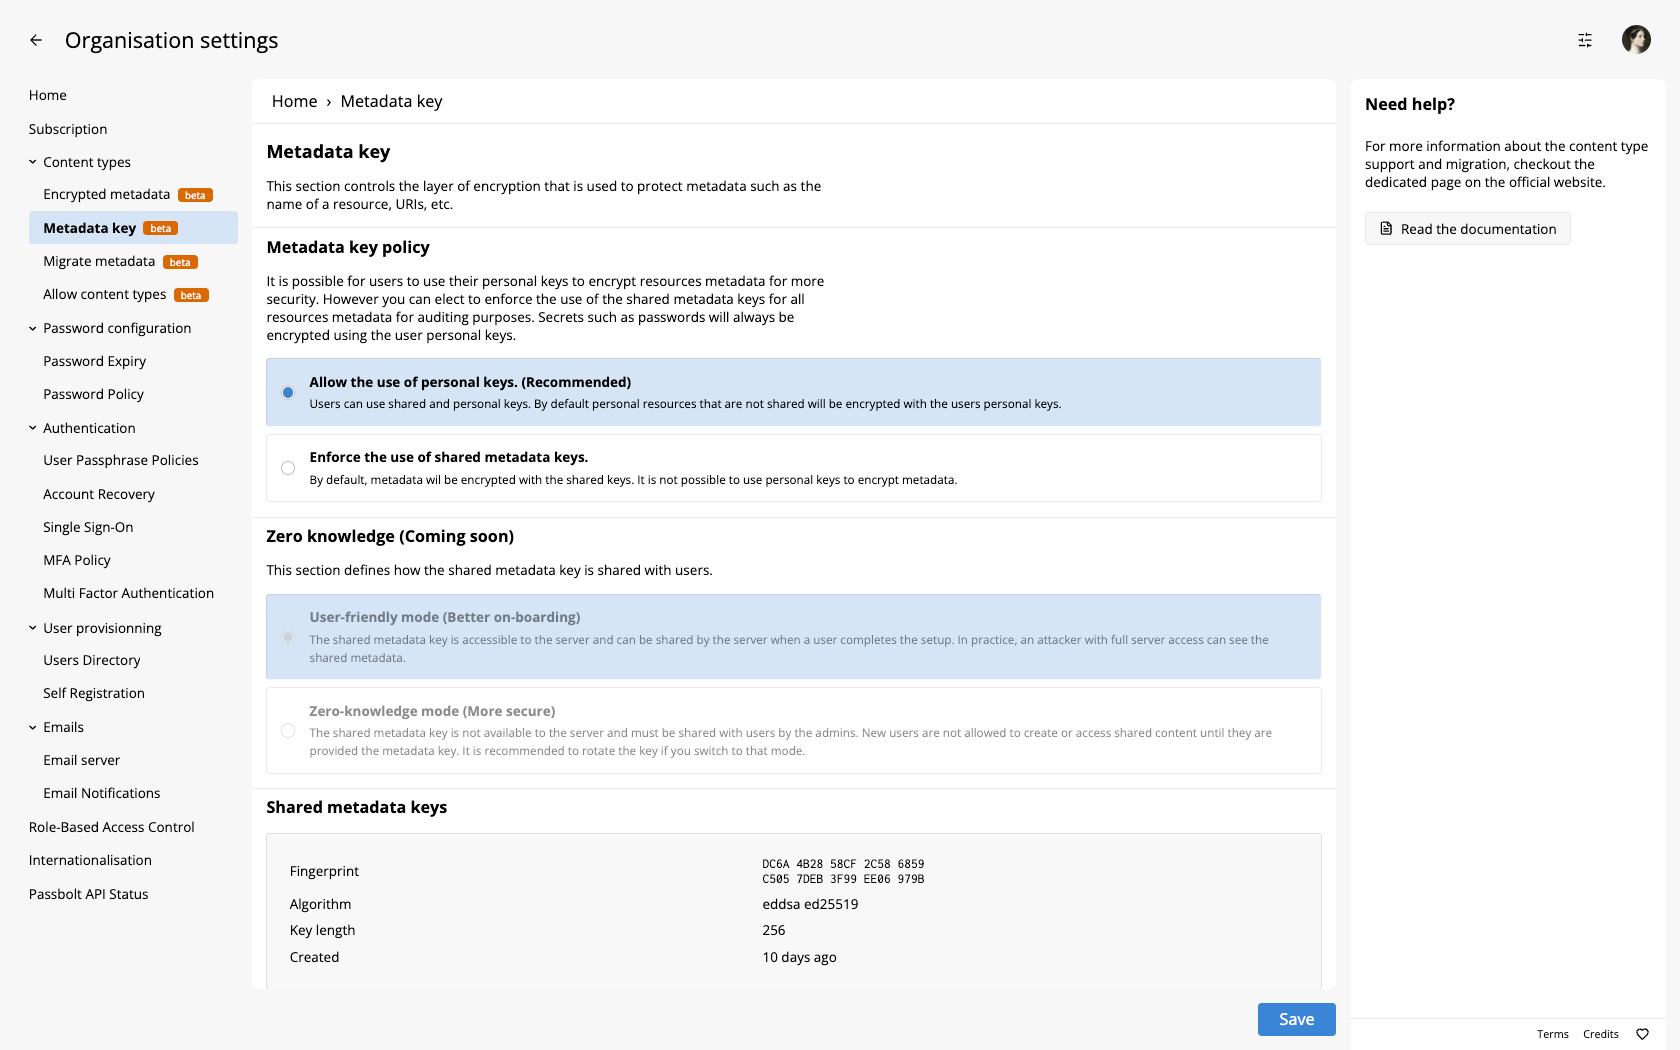 Organisation settings
Home
Subscription
Content types
Encrypted metadata beta
Metadata key beta
Migrate metadata beta
Allow content types beta
Password configuration
Password Expiry
Password Policy
Authentication
User Passphrase Policies
Account Recovery
Single Sign-On
MFA Policy
Multi Factor Authentication
User provisionning
Users Directory
Self Registration
Emails
Email server
Email Notifications
Role-Based Access Control
Internationalisation
Passbolt API Status
Home › Metadata key
Metadata key
This section controls the layer of encryption that is used to protect metadata such as the
name of a resource, URIs, etc.
Metadata key policy
It is possible for users to use their personal keys to encrypt resources metadata for more
security. However you can elect to enforce the use of the shared metadata keys for all
resources metadata for auditing purposes. Secrets such as passwords will always be
encrypted using the user personal keys.
Allow the use of personal keys. (Recommended)
Users can use shared and personal keys. By default personal resources that are not shared will be encrypted with the users personal keys.
Enforce the use of shared metadata keys.
By default, metadata wil be encrypted with the shared keys. It is not possible to use personal keys to encrypt metadata.
Zero knowledge (Coming soon)
This section defines how the shared metadata key is shared with users.
User-friendly mode (Better on-boarding)
The shared metadata key is accessible to the server and can be shared by the server when a user completes the setup. In practice, an attacker with full server access can see the
shared metadata.
Zero-knowledge mode (More secure)
The shared metadata key is not available to the server and must be shared with users by the admins. New users are not allowed to create or access shared content until they are
provided the metadata key. It is recommended to rotate the key if you switch to that mode.
Shared metadata keys
Fingerprint
DC6A 4B28 58CF 2C58 6859
C505 7DEB 3F99 EE06 979B
Algorithm eddsa ed25519
Key length 256
Created 10 days ago
Save
Need help?
For more information about the content type
support and migration, checkout the
dedicated page on the official website.
Read the documentation
Terms Credits